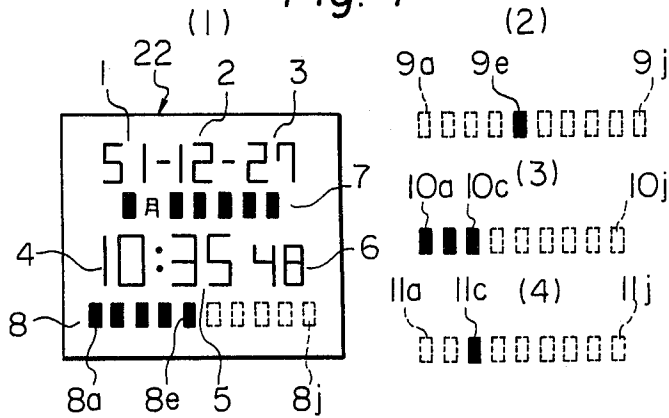 Fig. 1
(1)
22
1 2 3
51-12-27
月 7
4 10:35 48 6
8
8a 8e 5 8j
(2)
9a 9e 9j
(3)
10a 10c 10j
(4)
11a 11c 11j